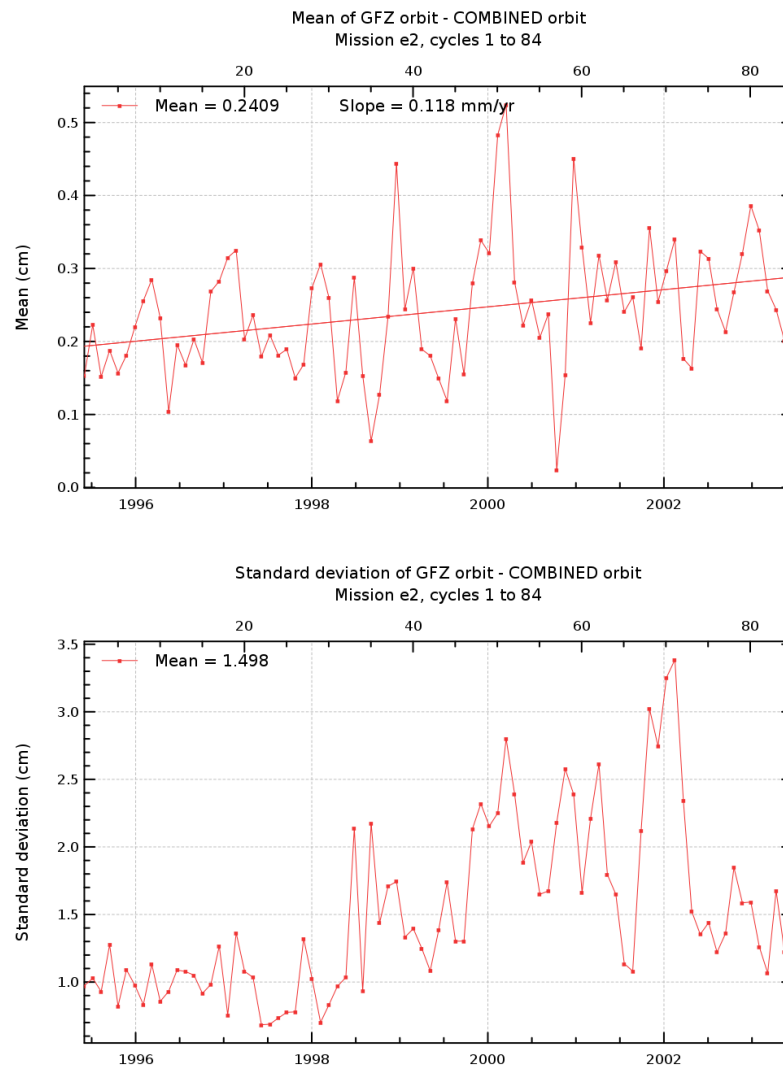 Mean of GFZ orbit - COMBINED orbit
Mission e2, cycles 1 to 84
20 40 60 80
Mean = 0.2409 Slope = 0.118 mm/yr
0.5
0.4
0.3
0.2
0.1
0.0
Mean (cm)
1996 1998 2000 2002
Standard deviation of GFZ orbit - COMBINED orbit
Mission e2, cycles 1 to 84
20 40 60 80
3.5
Mean = 1.498
3.0
2.5
2.0
1.5
1.0
Standard deviation (cm)
1996 1998 2000 2002